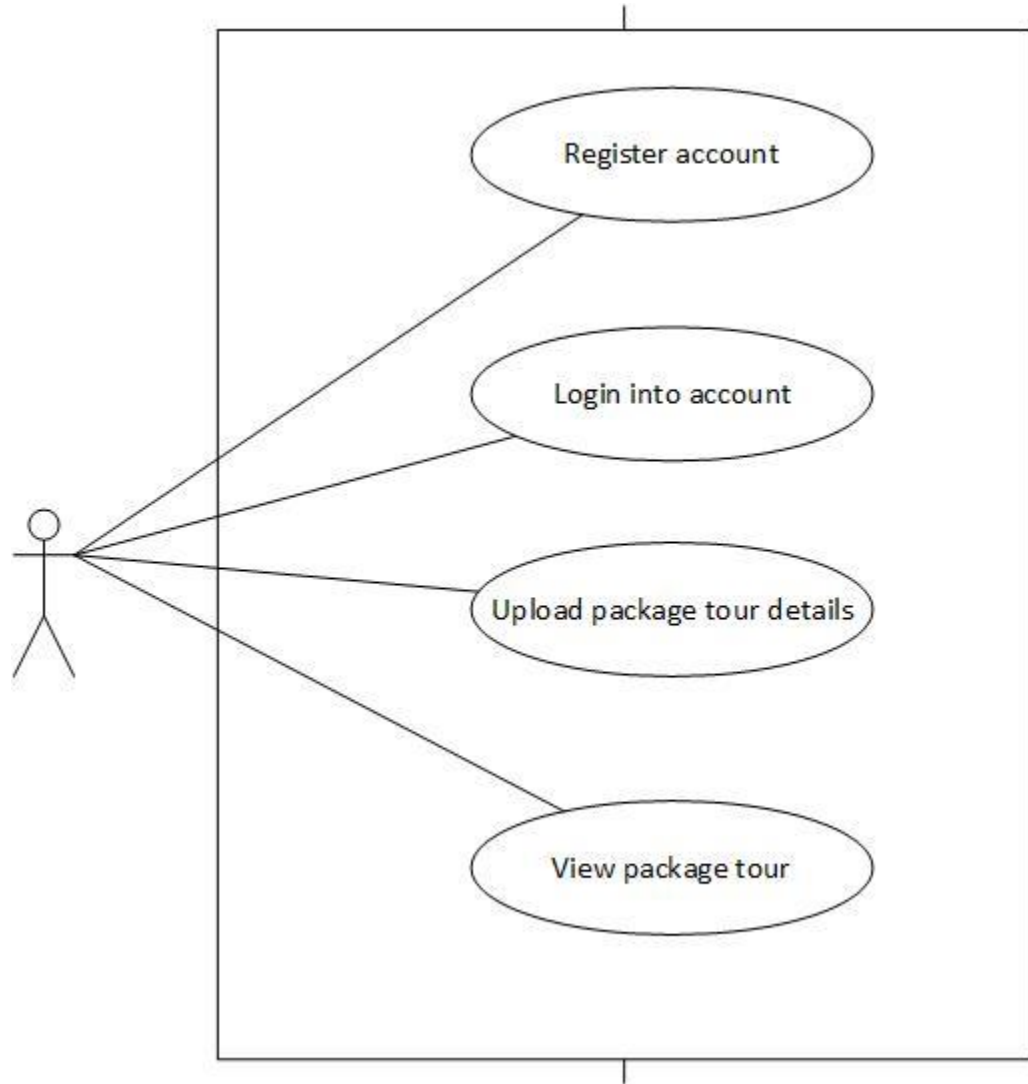 Register account
Login into account
Upload package tour details
View package tour